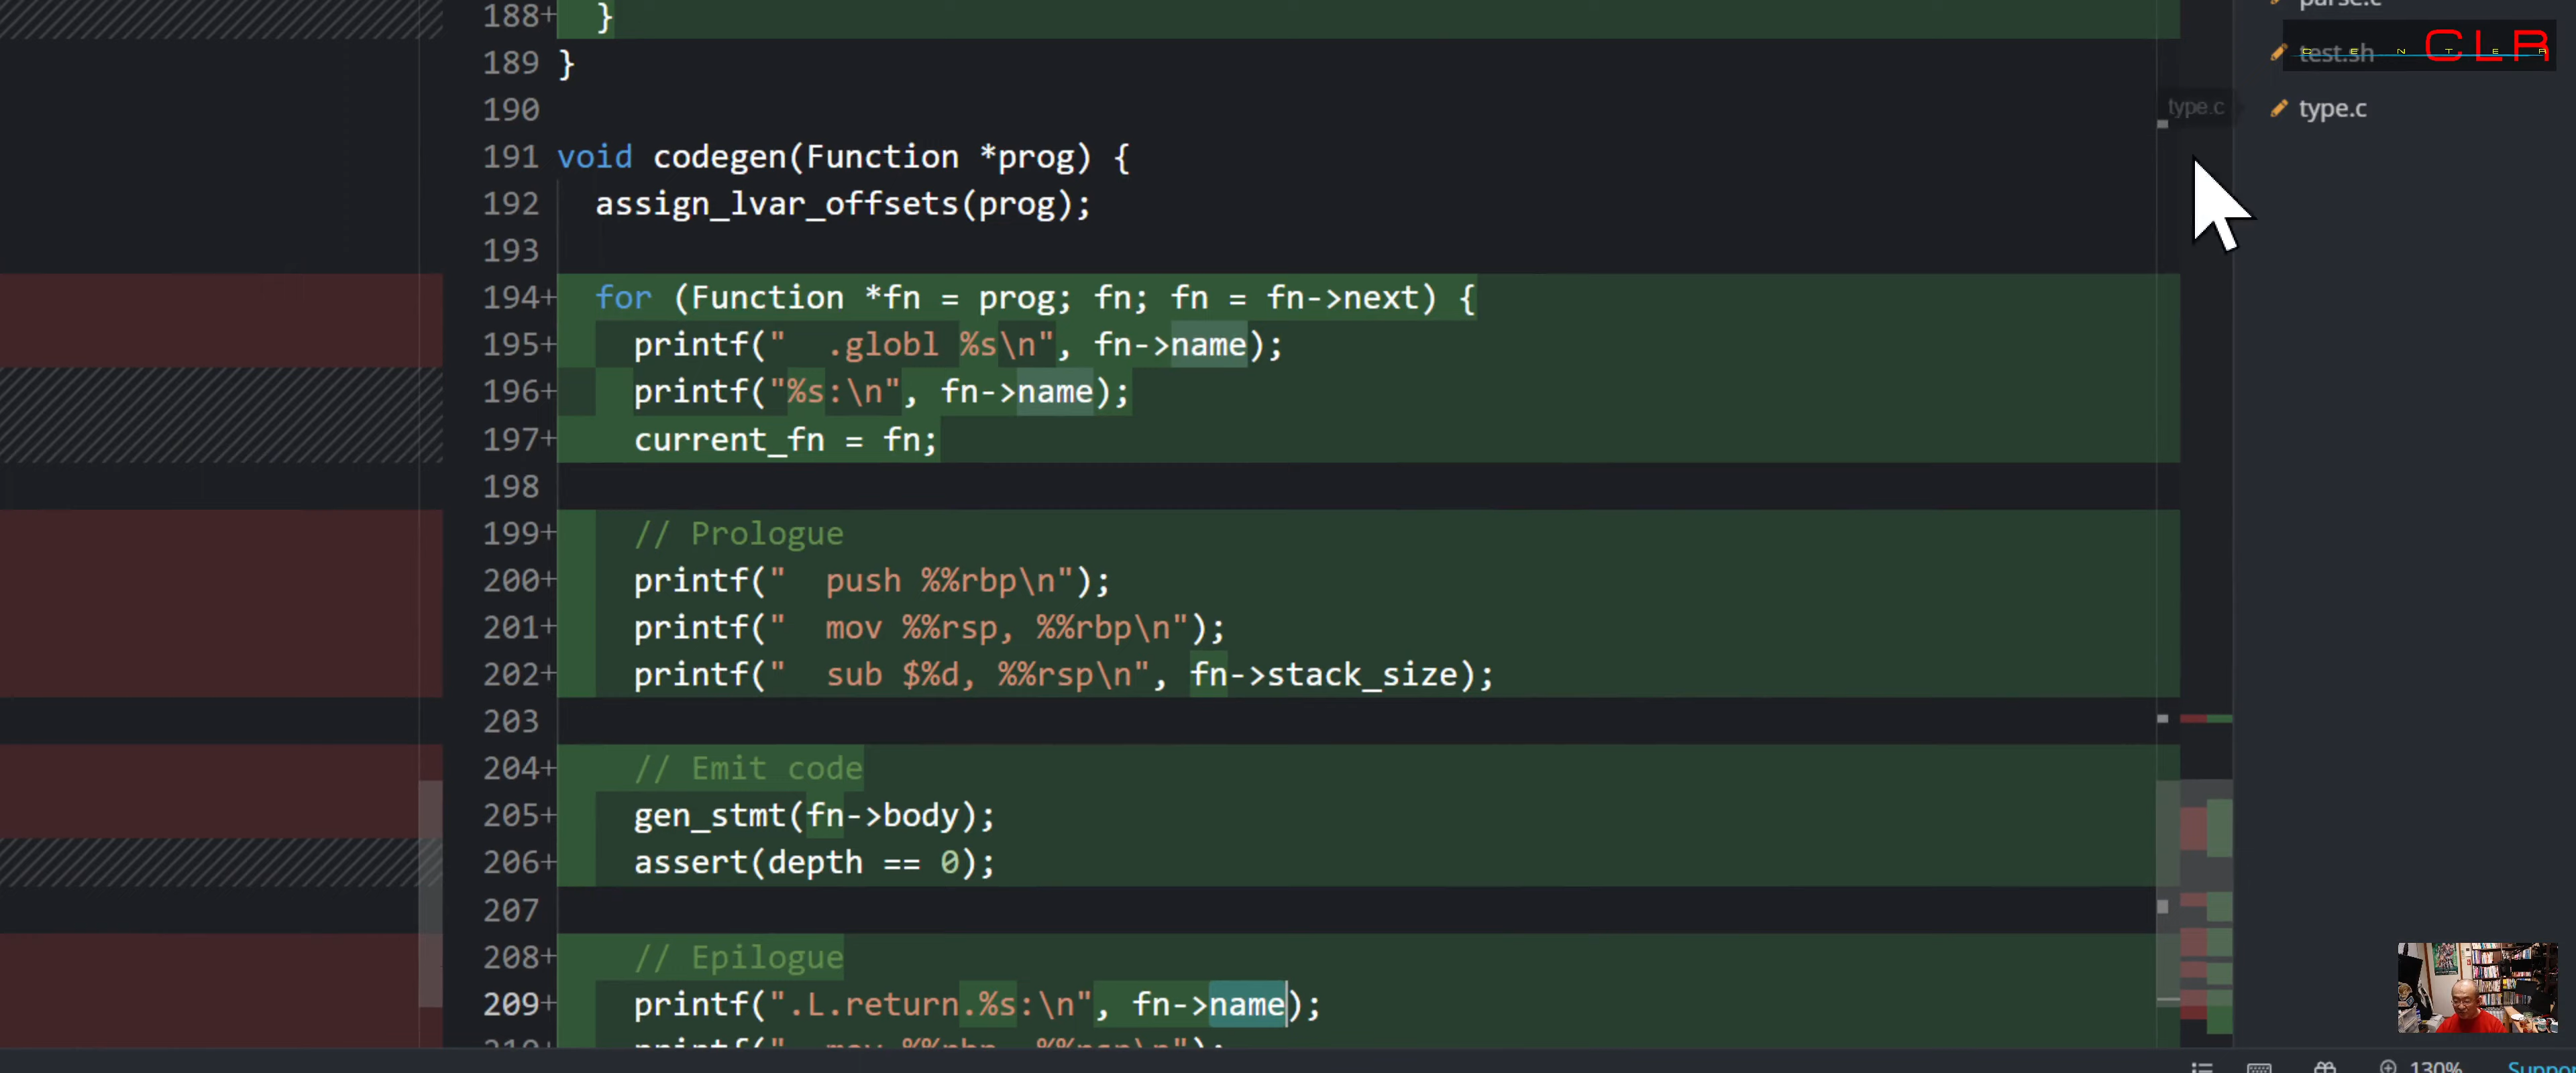 188+ }
parse.c
189 }
CENTER CLR
test.sh
190
type.c
type.c
191 void codegen(Function *prog) {
192 assign_lvar_offsets(prog);
193
194+ for (Function *fn = prog; fn; fn = fn->next) {
195+ printf("  .globl %s\n", fn->name);
196+ printf("%s:\n", fn->name);
197+ current_fn = fn;
198
199+ // Prologue
200+ printf("  push %%rbp\n");
201+ printf("  mov %%rsp, %%rbp\n");
202+ printf("  sub $%d, %%rsp\n", fn->stack_size);
203
204+ // Emit code
205+ gen_stmt(fn->body);
206+ assert(depth == 0);
207
208+ // Epilogue
209+ printf(".L.return.%s:\n", fn->name);
210+ printf("  mov %%rbp, %%rsp\n");
130%